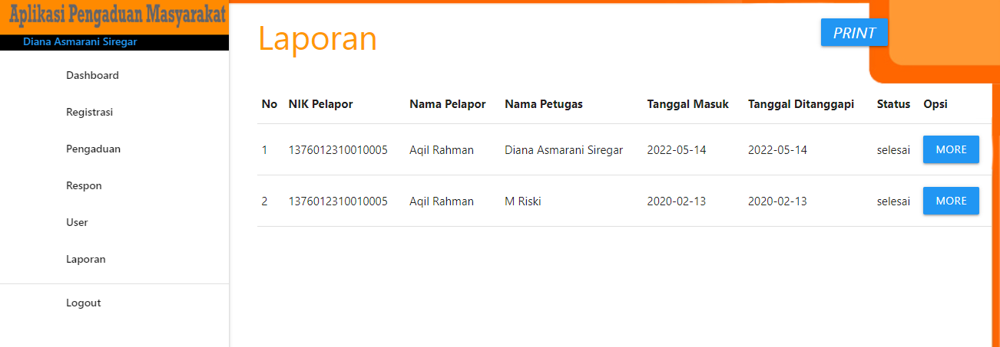 Aplikasi Pengaduan Masyarakat
Diana Asmarani Siregar
Dashboard
Registrasi
Pengaduan
Respon
User
Laporan
Logout
Laporan
PRINT
No NIK Pelapor Nama Pelapor Nama Petugas Tanggal Masuk Tanggal Ditanggapi Status Opsi
1 1376012310010005 Aqil Rahman Diana Asmarani Siregar 2022-05-14 2022-05-14 selesai MORE
2 1376012310010005 Aqil Rahman M Riski 2020-02-13 2020-02-13 selesai MORE